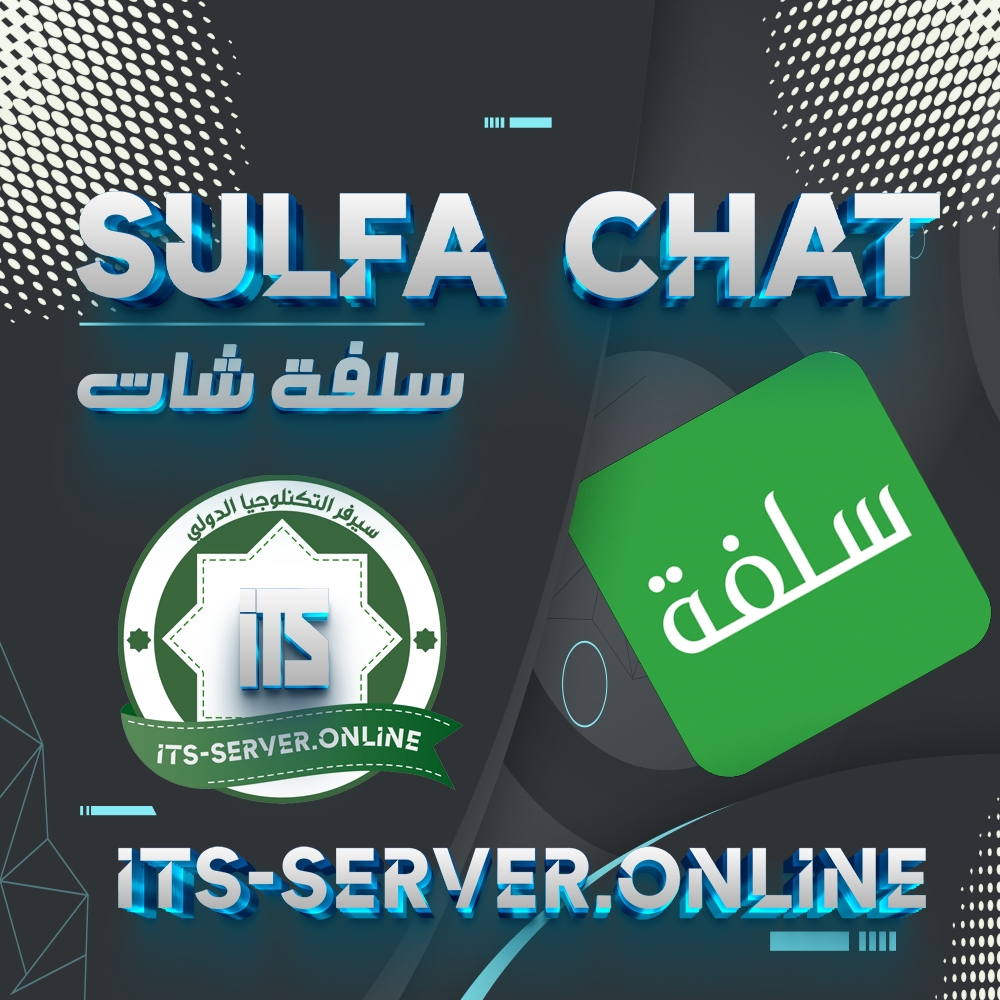 SULFA CHAT
سلفة شات
سيرفر التكنلوجيا الدولي
iTS
iTS-SERVER.ONLiNE
سلفة
iTS-SERVER.ONLiNE